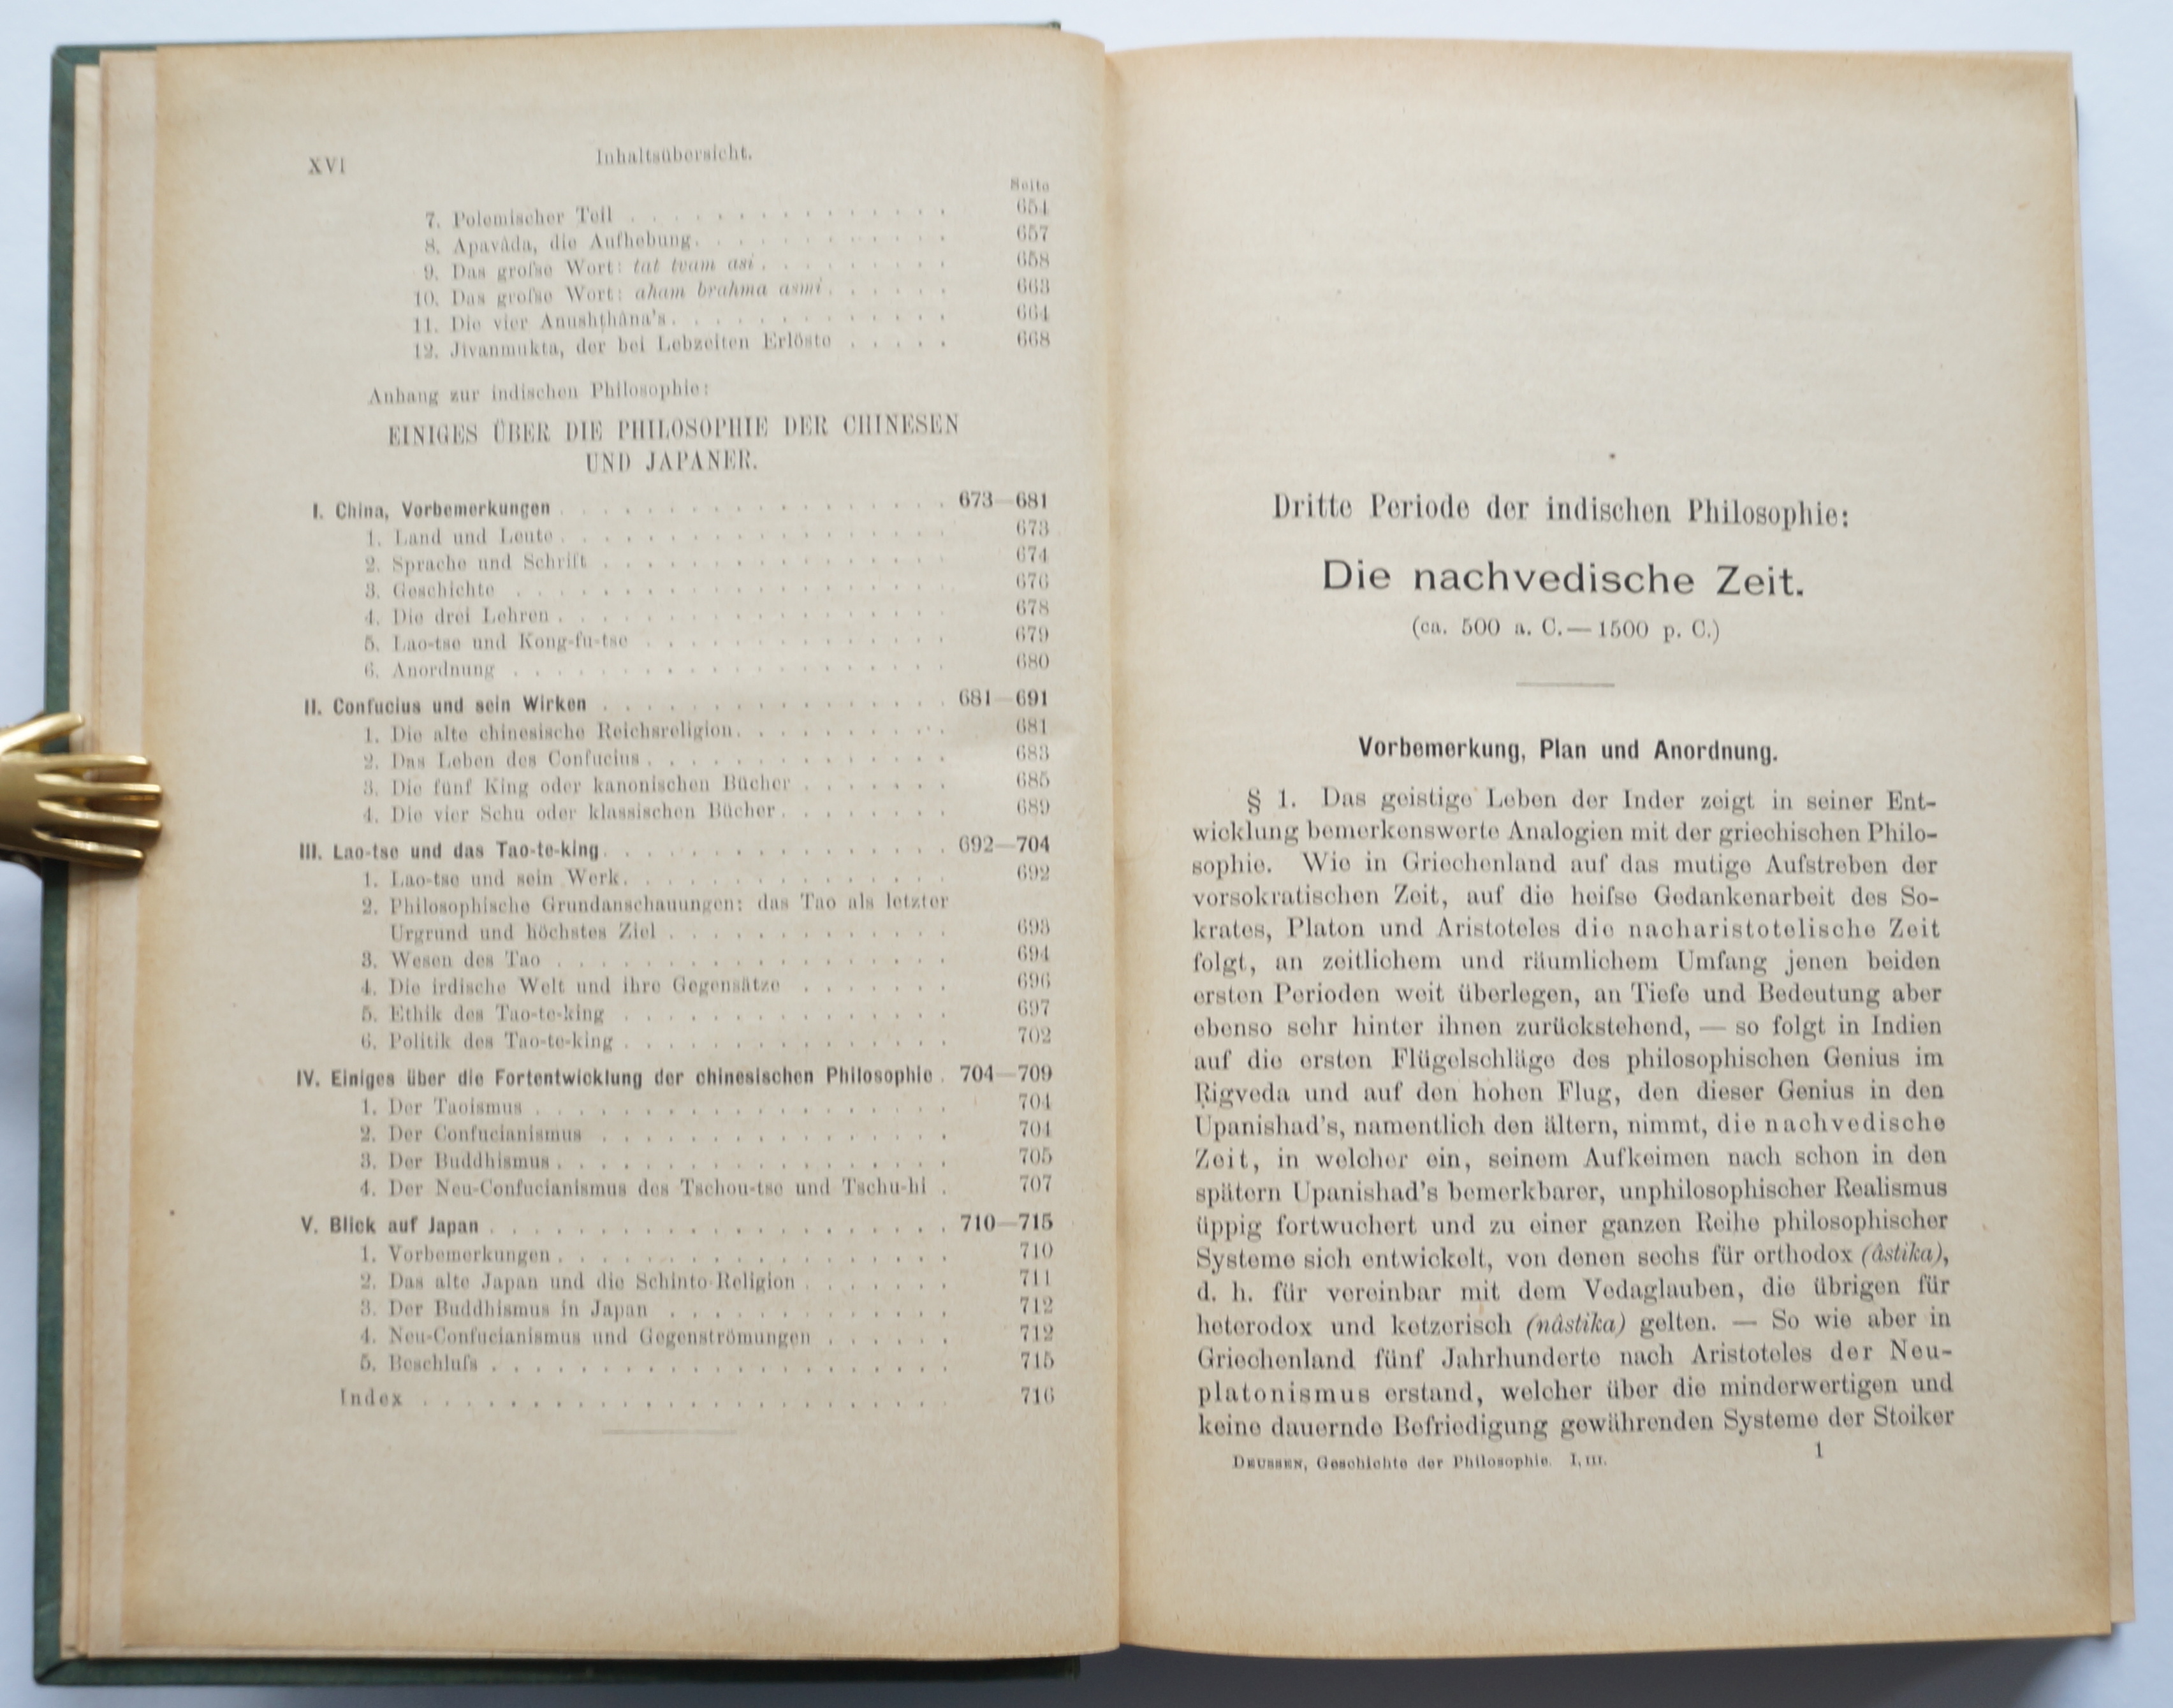 XVI Inhaltsübersicht.
Seite
7. Polemischer Teil . . . . . . . . . . . . . 654
8. Apavâda, die Aufhebung. . . . . . . . . . 657
9. Das grofse Wort: tat tvam asi . . . . . . . . 658
10. Das grofse Wort: aham brahma asmi . . . . . 663
11. Die vier Anushṭhâna's . . . . . . . . . . . 664
12. Jîvanmukta, der bei Lebzeiten Erlöste . . . . . 668
Anhang zur indischen Philosophie:
EINIGES ÜBER DIE PHILOSOPHIE DER CHINESEN
UND JAPANER.
I. China, Vorbemerkungen . . . . . . . . . . . . . . 673—681
1. Land und Leute . . . . . . . . . . . . . . . 673
2. Sprache und Schrift . . . . . . . . . . . . . 674
3. Geschichte . . . . . . . . . . . . . . . . 676
4. Die drei Lehren . . . . . . . . . . . . . . . 678
5. Lao-tse und Kong-fu-tse . . . . . . . . . . . 679
6. Anordnung . . . . . . . . . . . . . . . . 680
II. Confucius und sein Wirken . . . . . . . . . . . . . 681—691
1. Die alte chinesische Reichsreligion . . . . . . . . 681
2. Das Leben des Confucius . . . . . . . . . . . 683
3. Die fünf King oder kanonischen Bücher . . . . . . 685
4. Die vier Schu oder klassischen Bücher . . . . . . . 689
III. Lao-tse und das Tao-te-king . . . . . . . . . . . . . 692—704
1. Lao-tse und sein Werk . . . . . . . . . . . . 692
2. Philosophische Grundanschauungen: das Tao als letzter
Urgrund und höchstes Ziel . . . . . . . . . . . 693
3. Wesen des Tao . . . . . . . . . . . . . . . 694
4. Die irdische Welt und ihre Gegensätze . . . . . . 696
5. Ethik des Tao-te-king . . . . . . . . . . . . 697
6. Politik des Tao-te-king . . . . . . . . . . . . 702
IV. Einiges über die Fortentwicklung der chinesischen Philosophie . 704—709
1. Der Taoismus . . . . . . . . . . . . . . . . 704
2. Der Confucianismus . . . . . . . . . . . . . 704
3. Der Buddhismus . . . . . . . . . . . . . . . 705
4. Der Neu-Confucianismus des Tschou-tse und Tschu-hi . 707
V. Blick auf Japan . . . . . . . . . . . . . . . . . 710—715
1. Vorbemerkungen . . . . . . . . . . . . . . . 710
2. Das alte Japan und die Schinto-Religion . . . . . . 711
3. Der Buddhismus in Japan . . . . . . . . . . . 712
4. Neu-Confucianismus und Gegenströmungen . . . . . 712
5. Beschlufs . . . . . . . . . . . . . . . . . 715
Index . . . . . . . . . . . . . . . . . . . . 716
Dritte Periode der indischen Philosophie:
Die nachvedische Zeit.
(ca. 500 a. C.—1500 p. C.)
Vorbemerkung, Plan und Anordnung.
§ 1. Das geistige Leben der Inder zeigt in seiner Ent-
wicklung bemerkenswerte Analogien mit der griechischen Philo-
sophie. Wie in Griechenland auf das mutige Aufstreben der
vorsokratischen Zeit, auf die heifse Gedankenarbeit des So-
krates, Platon und Aristoteles die nacharistotelische Zeit
folgt, an zeitlichem und räumlichem Umfang jenen beiden
ersten Perioden weit überlegen, an Tiefe und Bedeutung aber
ebenso sehr hinter ihnen zurückstehend, — so folgt in Indien
auf die ersten Flügelschläge des philosophischen Genius im
Ṛigveda und auf den hohen Flug, den dieser Genius in den
Upanishad's, namentlich den ältern, nimmt, die nachvedische
Zeit, in welcher ein, seinem Aufkeimen nach schon in den
spätern Upanishad's bemerkbarer, unphilosophischer Realismus
üppig fortwuchert und zu einer ganzen Reihe philosophischer
Systeme sich entwickelt, von denen sechs für orthodox (âstika),
d. h. für vereinbar mit dem Vedaglauben, die übrigen für
heterodox und ketzerisch (nâstika) gelten. — So wie aber in
Griechenland fünf Jahrhunderte nach Aristoteles der Neu-
platonismus erstand, welcher über die minderwertigen und
keine dauernde Befriedigung gewährenden Systeme der Stoiker
Deussen, Geschichte der Philosophie. I, III. 1